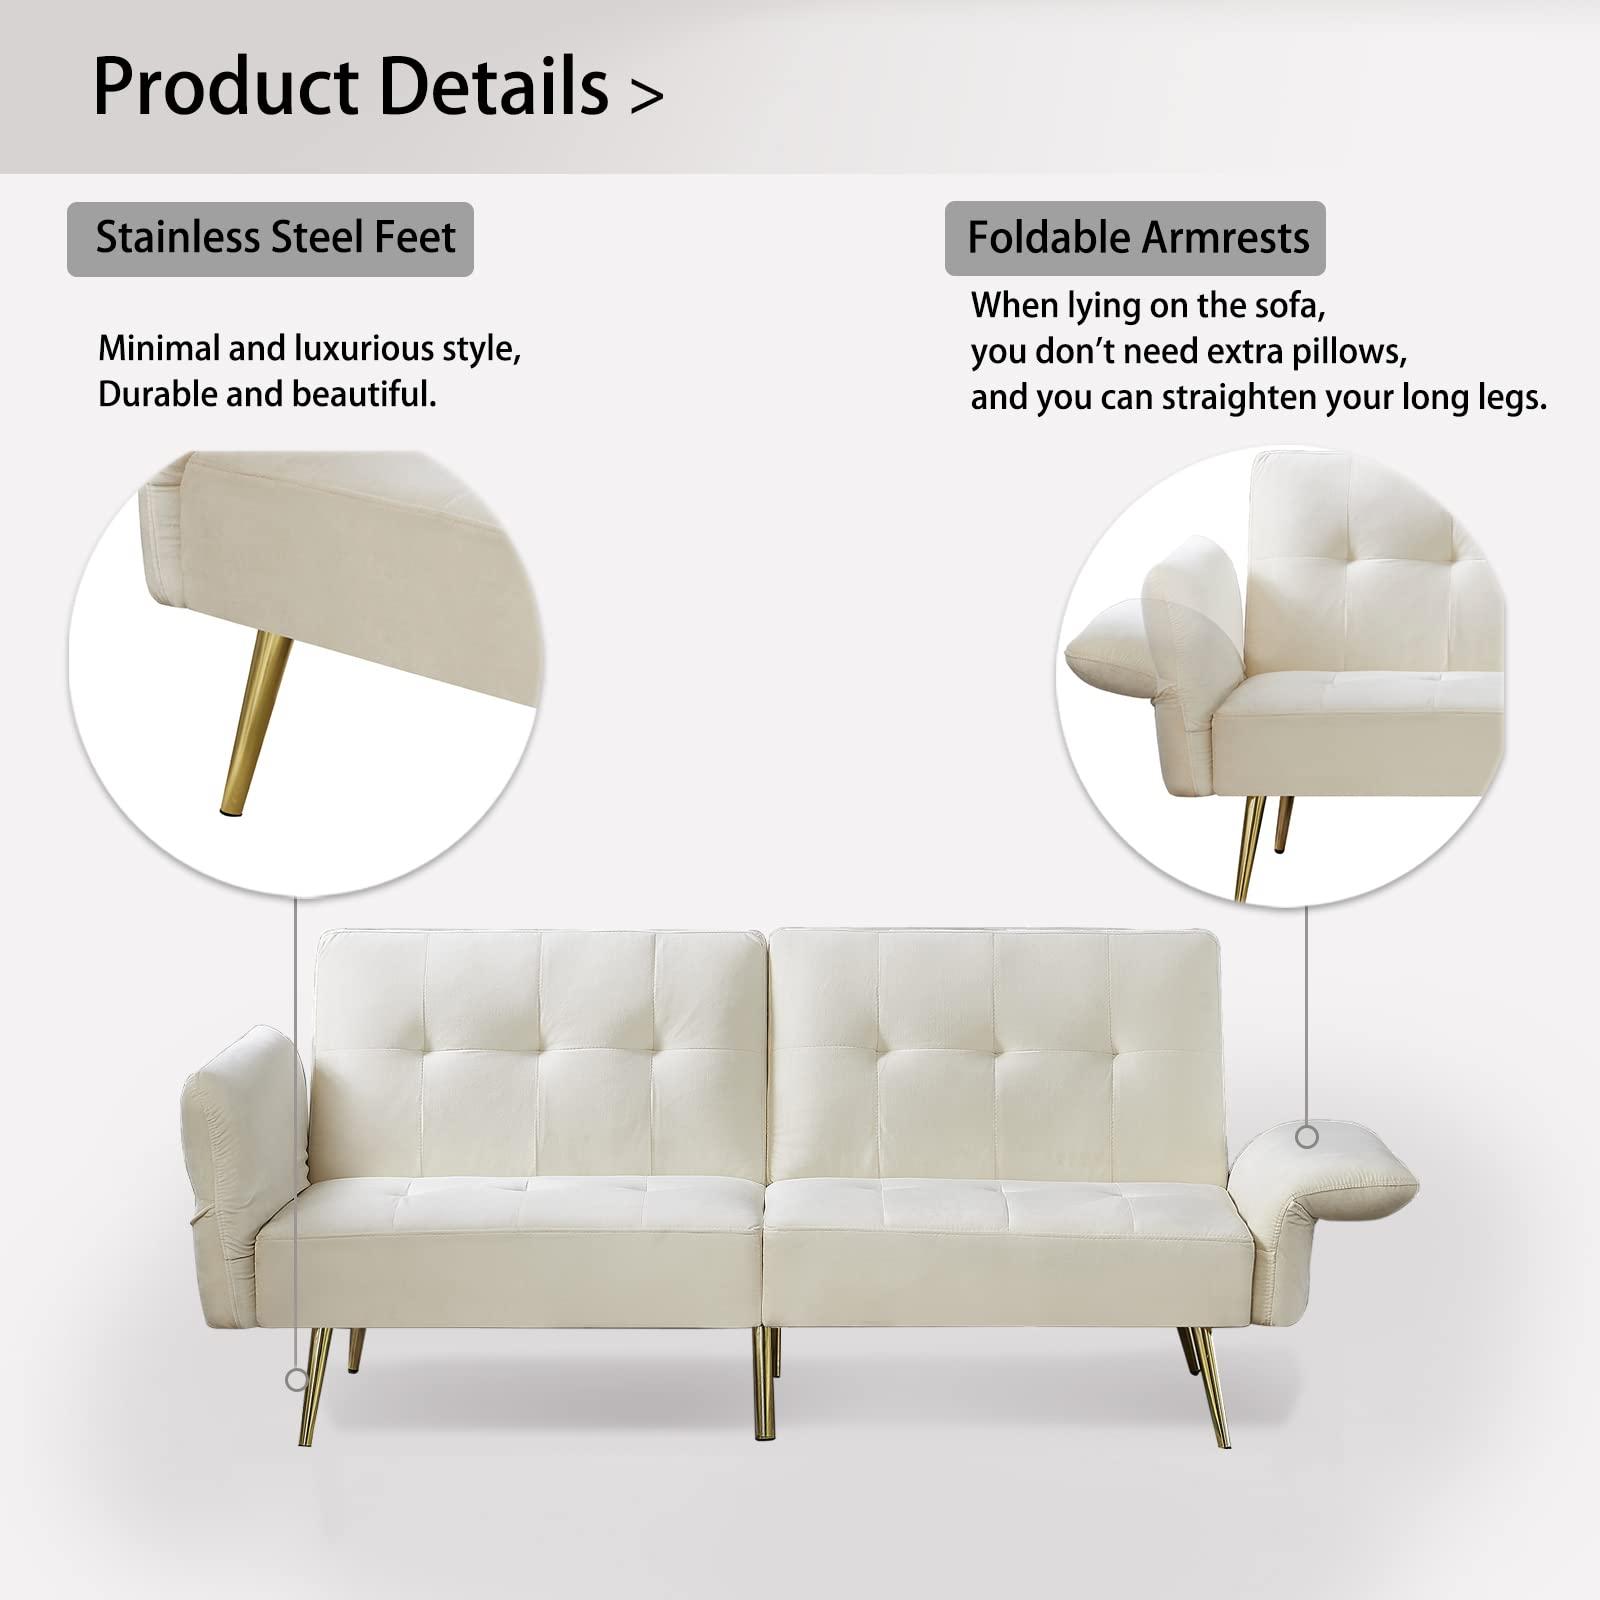 Product Details >
Stainless Steel Feet
Minimal and luxurious style,
Durable and beautiful.
Foldable Armrests
When lying on the sofa,
you don’t need extra pillows,
and you can straighten your long legs.